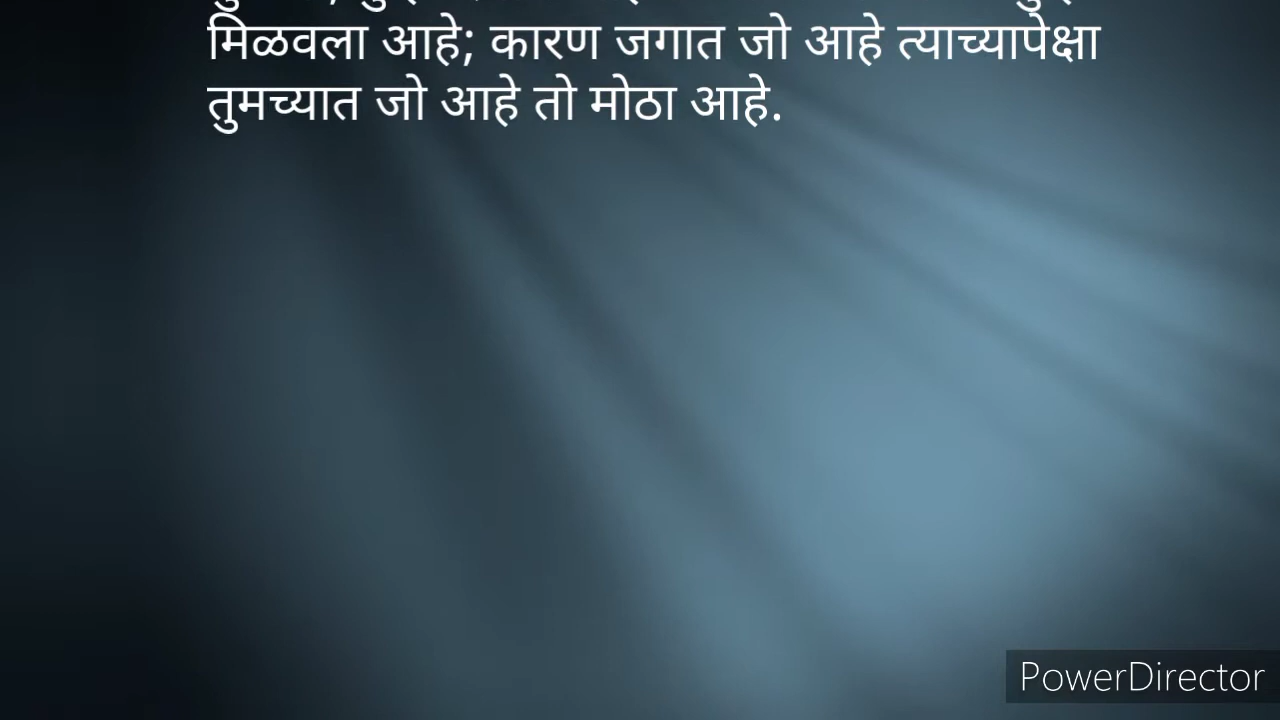 मिळवला आहे; कारण जगात जो आहे त्याच्यापेक्षा
तुमच्यात जो आहे तो मोठा आहे.
PowerDirector